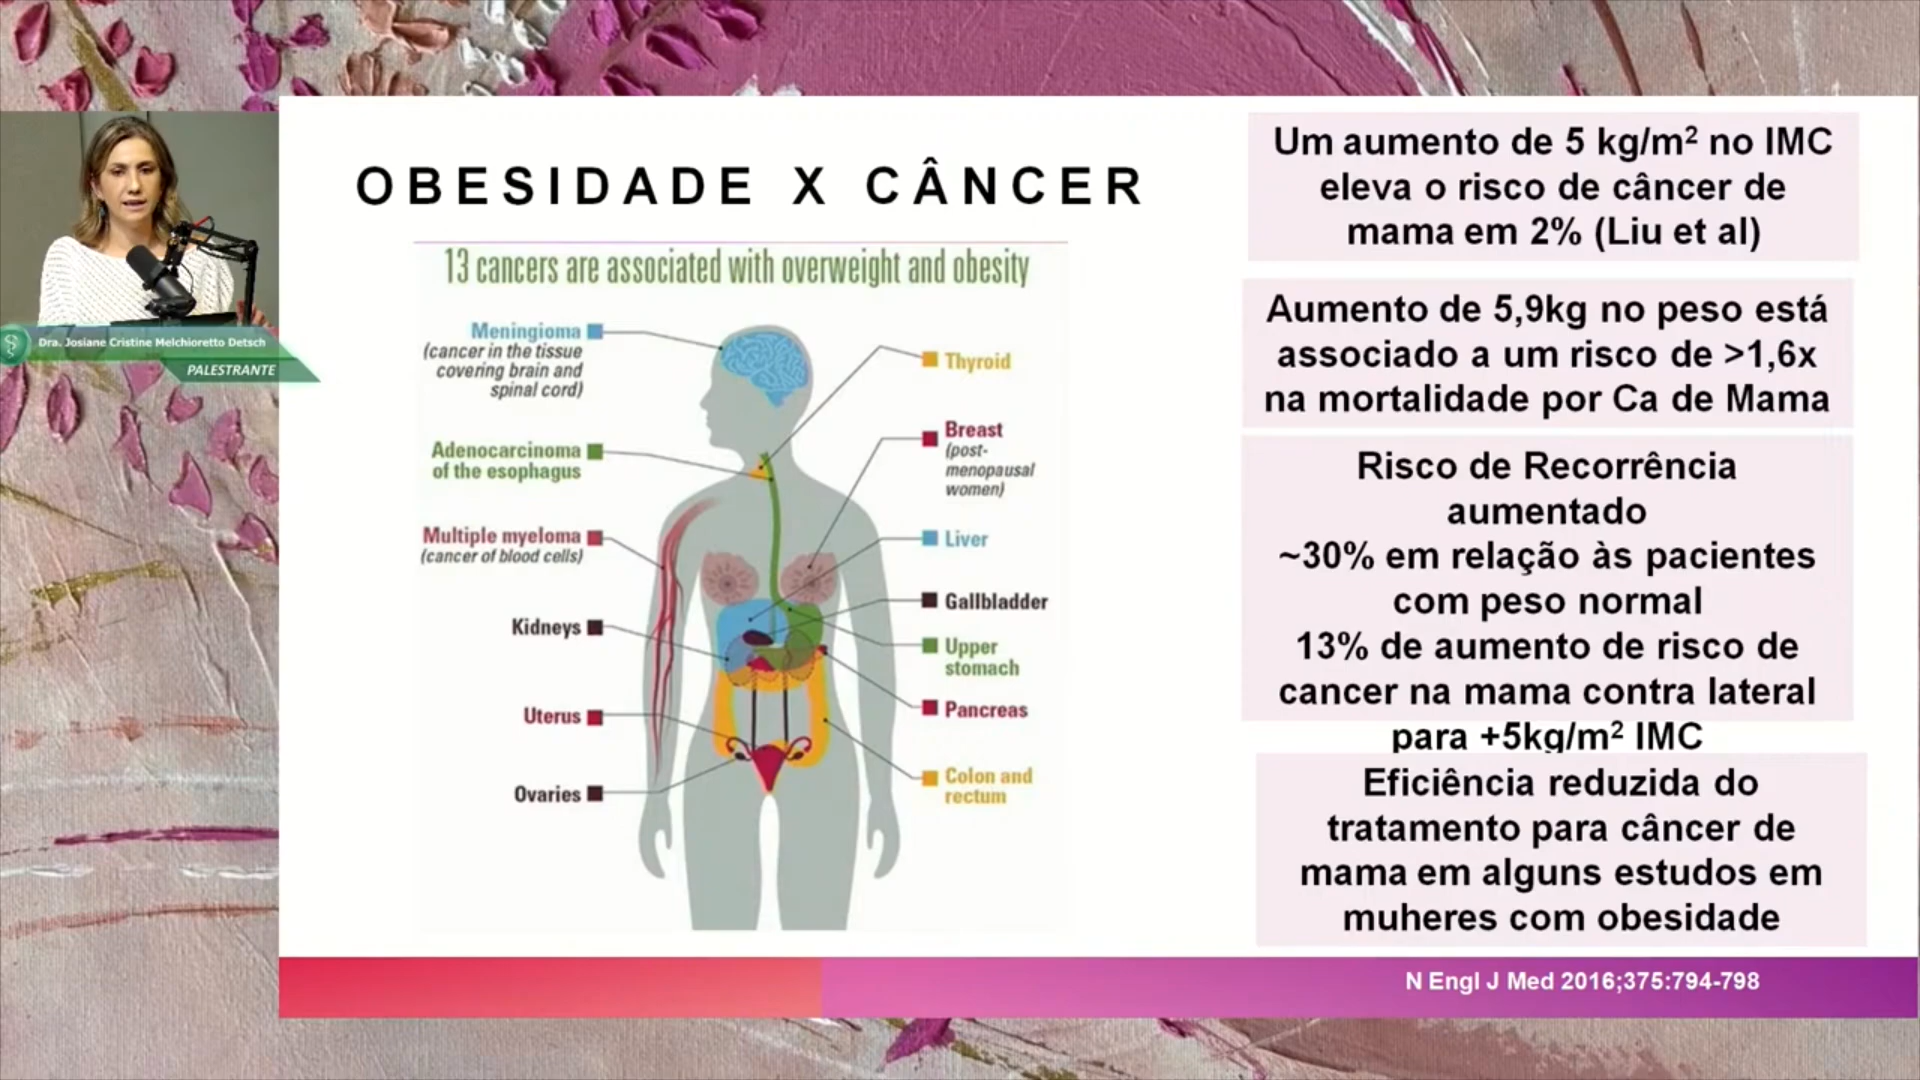 OBESIDADE X CÂNCER
13 cancers are associated with overweight and obesity
Meningioma
(cancer in the tissue
covering brain and
spinal cord)
Adenocarcinoma
of the esophagus
Multiple myeloma
(cancer of blood cells)
Kidneys
Uterus
Ovaries
Thyroid
Breast
(post-
menopausal
women)
Liver
Gallbladder
Upper
stomach
Pancreas
Colon and
rectum
Um aumento de 5 kg/m² no IMC
eleva o risco de câncer de
mama em 2% (Liu et al)
Aumento de 5,9kg no peso está
associado a um risco de >1,6x
na mortalidade por Ca de Mama
Risco de Recorrência
aumentado
~30% em relação às pacientes
com peso normal
13% de aumento de risco de
cancer na mama contra lateral
para +5kg/m² IMC
Eficiência reduzida do
tratamento para câncer de
mama em alguns estudos em
muheres com obesidade
N Engl J Med 2016;375:794-798
Dra. Josiane Cristine Melchioretto Detsch
PALESTRANTE